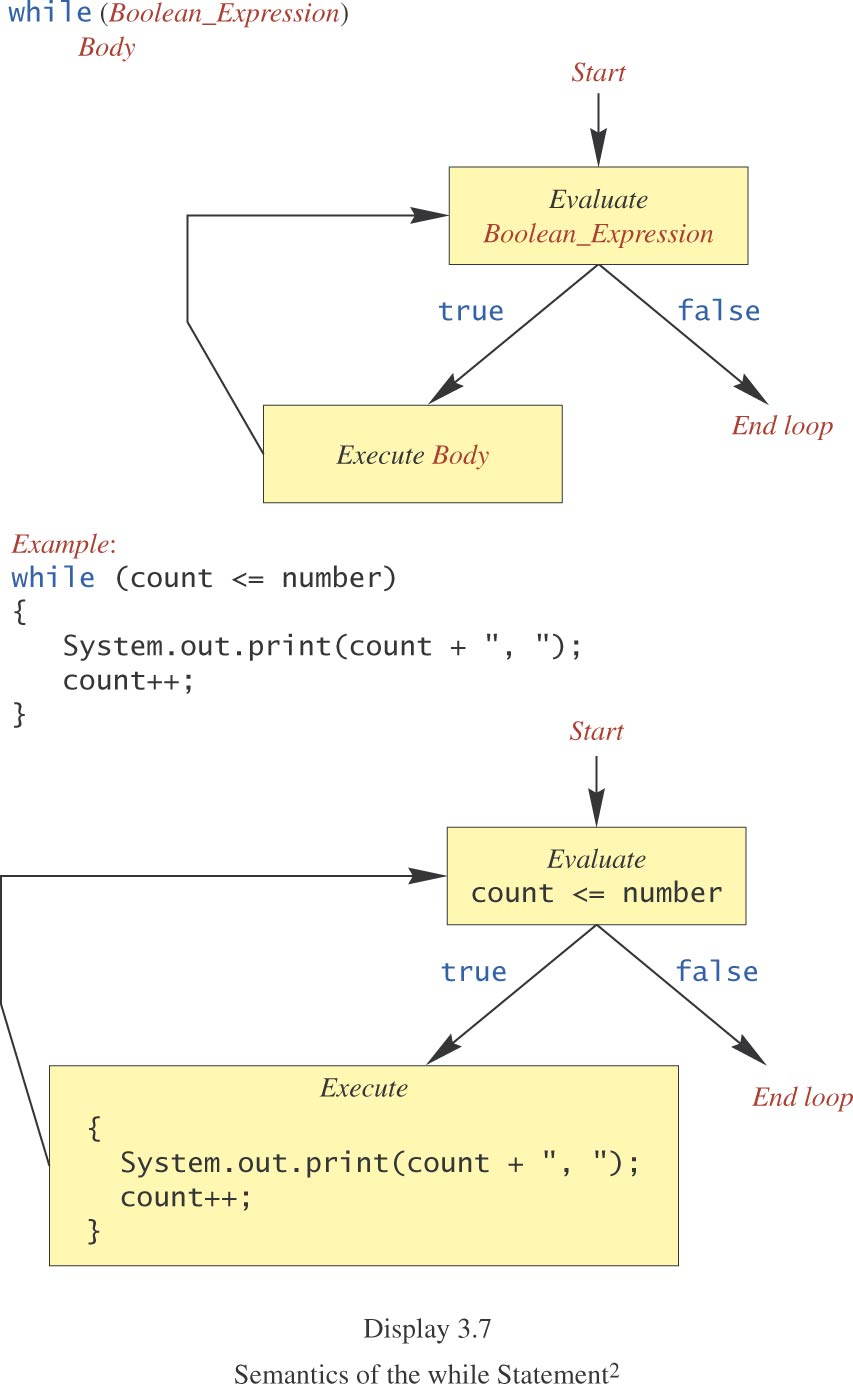 while (Boolean_Expression)
Body
Start
Evaluate
Boolean_Expression
true
false
Execute Body
End loop
Example:
while (count <= number)
{
System.out.print(count + ", ");
count++;
}
Start
Evaluate
count <= number
true
false
Execute
{
System.out.print(count + ", ");
count++;
}
End loop
Display 3.7
Semantics of the while Statement2